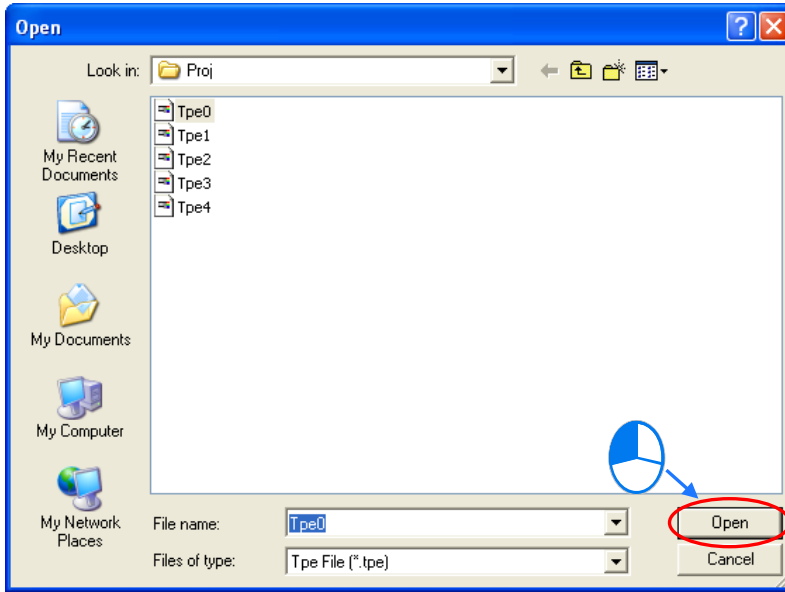 Open
Look in: Proj
Tpe0
Tpe1
Tpe2
Tpe3
Tpe4
My Recent
Documents
Desktop
My Documents
My Computer
My Network
Places
File name: Tpe0 Open
Files of type: Tpe File (*.tpe) Cancel